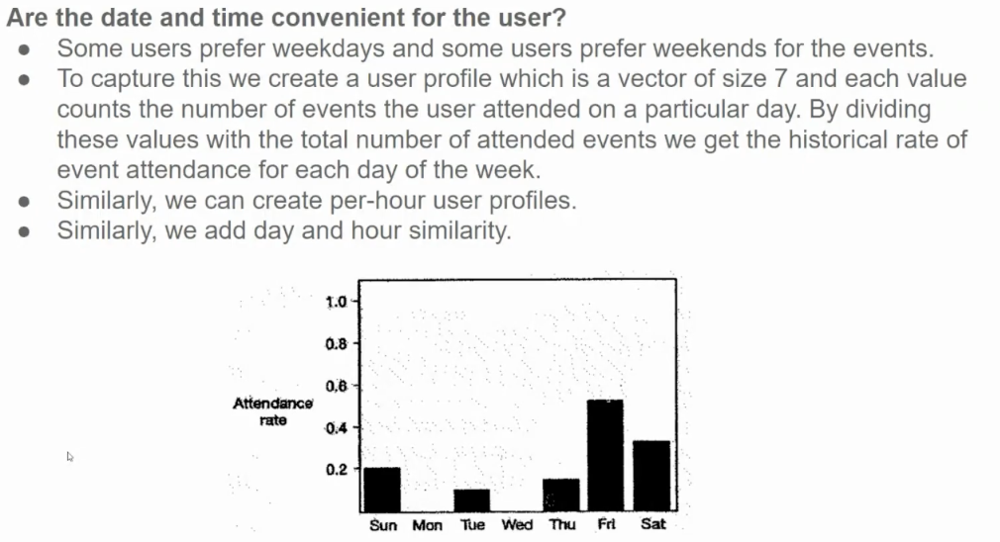 Are the date and time convenient for the user?
● Some users prefer weekdays and some users prefer weekends for the events.
● To capture this we create a user profile which is a vector of size 7 and each value
counts the number of events the user attended on a particular day. By dividing
these values with the total number of attended events we get the historical rate of
event attendance for each day of the week.
● Similarly, we can create per-hour user profiles.
● Similarly, we add day and hour similarity.
1.0
0.8
0.6
Attendance
rate
0.4
0.2
Sun Mon Tue Wed Thu Fri Sat